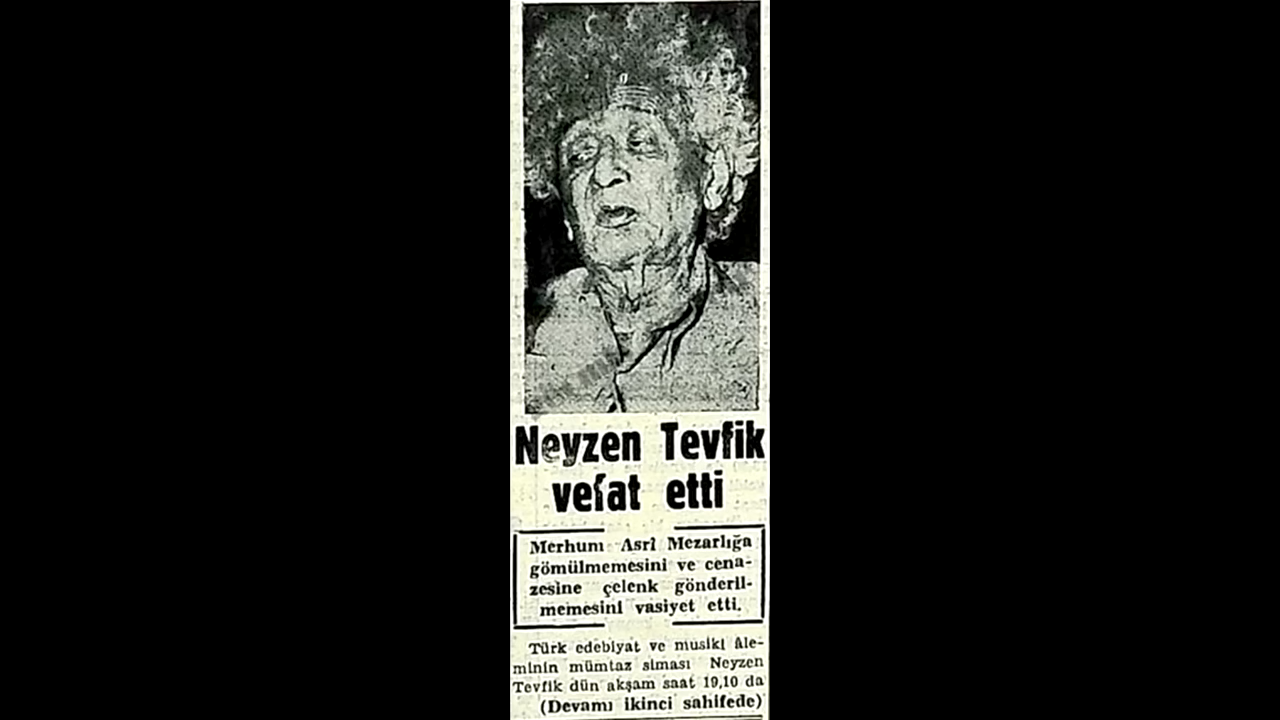 Neyzen Tevfik
vefat etti
Merhum Asrî Mezarlığa
gömülmemesini ve cena-
zesine çelenk gönderil-
memesini vasiyet etti.
Türk edebiyat ve musiki âle-
minin mümtaz siması Neyzen
Tevfik dün akşam saat 19,10 da
(Devamı ikinci sahifede)